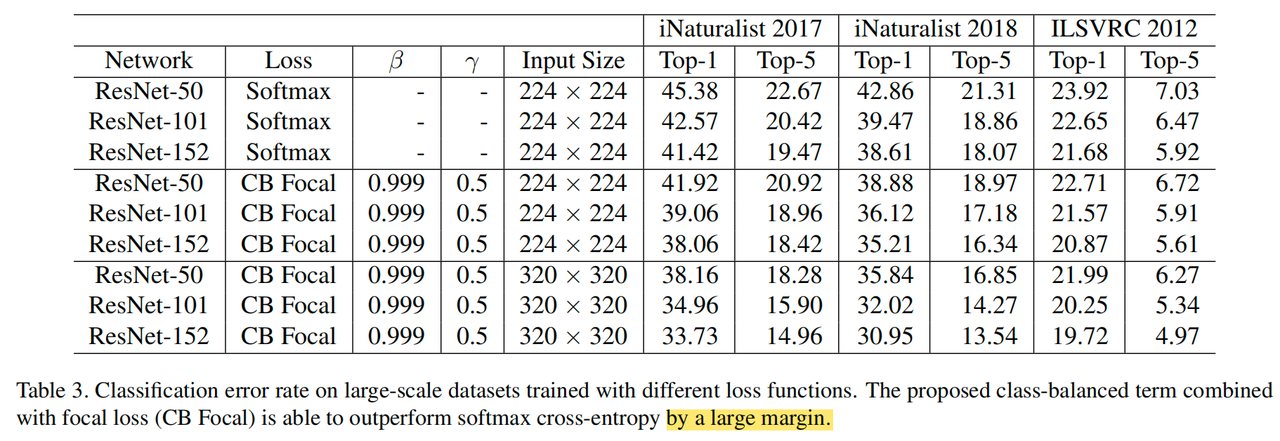 iNaturalist 2017 iNaturalist 2018 ILSVRC 2012
Network Loss β γ Input Size Top-1 Top-5 Top-1 Top-5 Top-1 Top-5
ResNet-50 Softmax - - 224 × 224 45.38 22.67 42.86 21.31 23.92 7.03
ResNet-101 Softmax - - 224 × 224 42.57 20.42 39.47 18.86 22.65 6.47
ResNet-152 Softmax - - 224 × 224 41.42 19.47 38.61 18.07 21.68 5.92
ResNet-50 CB Focal 0.999 0.5 224 × 224 41.92 20.92 38.88 18.97 22.71 6.72
ResNet-101 CB Focal 0.999 0.5 224 × 224 39.06 18.96 36.12 17.18 21.57 5.91
ResNet-152 CB Focal 0.999 0.5 224 × 224 38.06 18.42 35.21 16.34 20.87 5.61
ResNet-50 CB Focal 0.999 0.5 320 × 320 38.16 18.28 35.84 16.85 21.99 6.27
ResNet-101 CB Focal 0.999 0.5 320 × 320 34.96 15.90 32.02 14.27 20.25 5.34
ResNet-152 CB Focal 0.999 0.5 320 × 320 33.73 14.96 30.95 13.54 19.72 4.97
Table 3. Classification error rate on large-scale datasets trained with different loss functions. The proposed class-balanced term combined
with focal loss (CB Focal) is able to outperform softmax cross-entropy by a large margin.